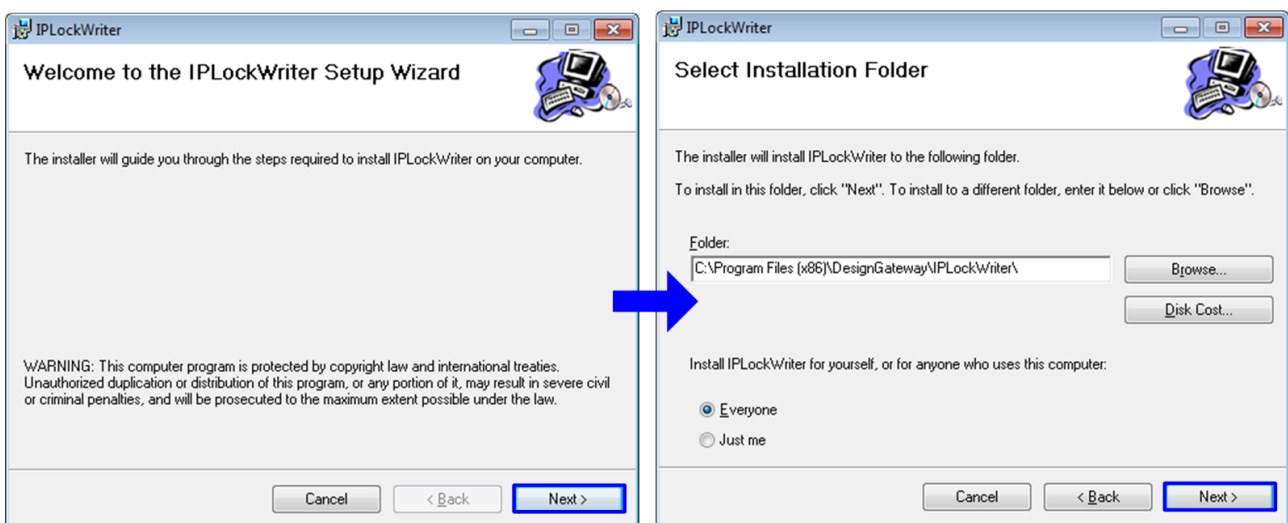 IPLockWriter
Welcome to the IPLockWriter Setup Wizard
The installer will guide you through the steps required to install IPLockWriter on your computer.
WARNING: This computer program is protected by copyright law and international treaties.
Unauthorized duplication or distribution of this program, or any portion of it, may result in severe civil
or criminal penalties, and will be prosecuted to the maximum extent possible under the law.
Cancel
< Back
Next >
IPLockWriter
Select Installation Folder
The installer will install IPLockWriter to the following folder.
To install in this folder, click "Next". To install to a different folder, enter it below or click "Browse".
Folder:
C:\Program Files (x86)\DesignGateway\IPLockWriter\
Browse...
Disk Cost...
Install IPLockWriter for yourself, or for anyone who uses this computer:
Everyone
Just me
Cancel
< Back
Next >